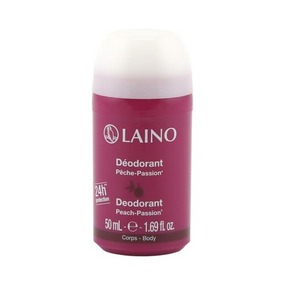 LAINO
Déodorant
Pêche-Passion*
24h*
protection
Deodorant
Peach-Passion*
50 mL - e - 1.69 fl. oz.
Corps - Body